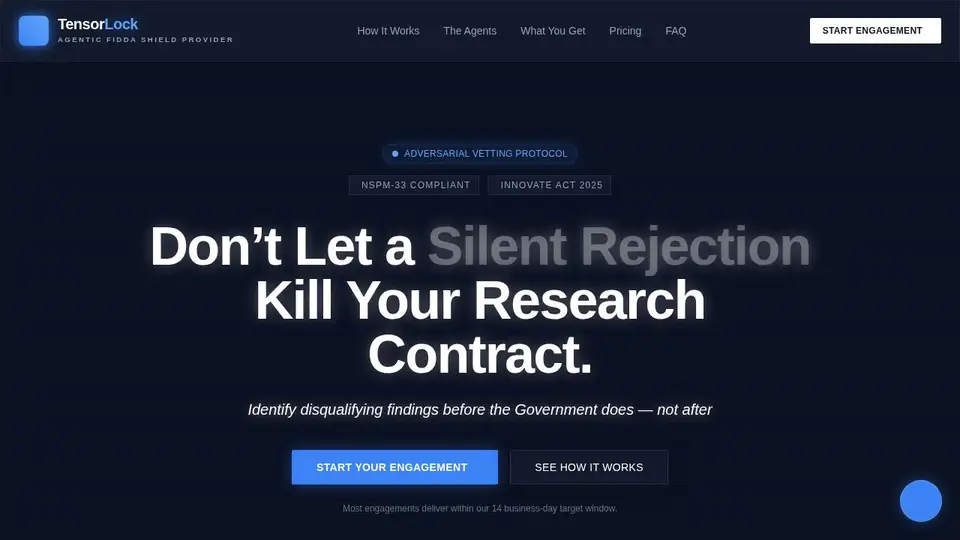 TensorLock
AGENTIC FIDDA SHIELD PROVIDER
How It Works
The Agents
What You Get
Pricing
FAQ
START ENGAGEMENT
ADVERSARIAL VETTING PROTOCOL
NSPM-33 COMPLIANT
INNOVATE ACT 2025
Don’t Let a Silent Rejection
Kill Your Research
Contract.
Identify disqualifying findings before the Government does — not after
START YOUR ENGAGEMENT
SEE HOW IT WORKS
Most engagements deliver within our 14 business-day target window.